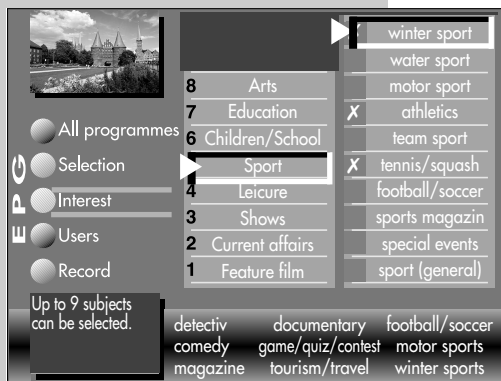 EPG
All programmes
Selection
Interest
Users
Record
Up to 9 subjects
can be selected.
8 Arts
7 Education
6 Children/School
Sport
4 Leicure
3 Shows
2 Current affairs
1 Feature film
✗ winter sport
water sport
motor sport
✗ athletics
team sport
✗ tennis/squash
football/soccer
sports magazin
special events
sport (general)
detectiv documentary football/soccer
comedy game/quiz/contest motor sports
magazine tourism/travel winter sports